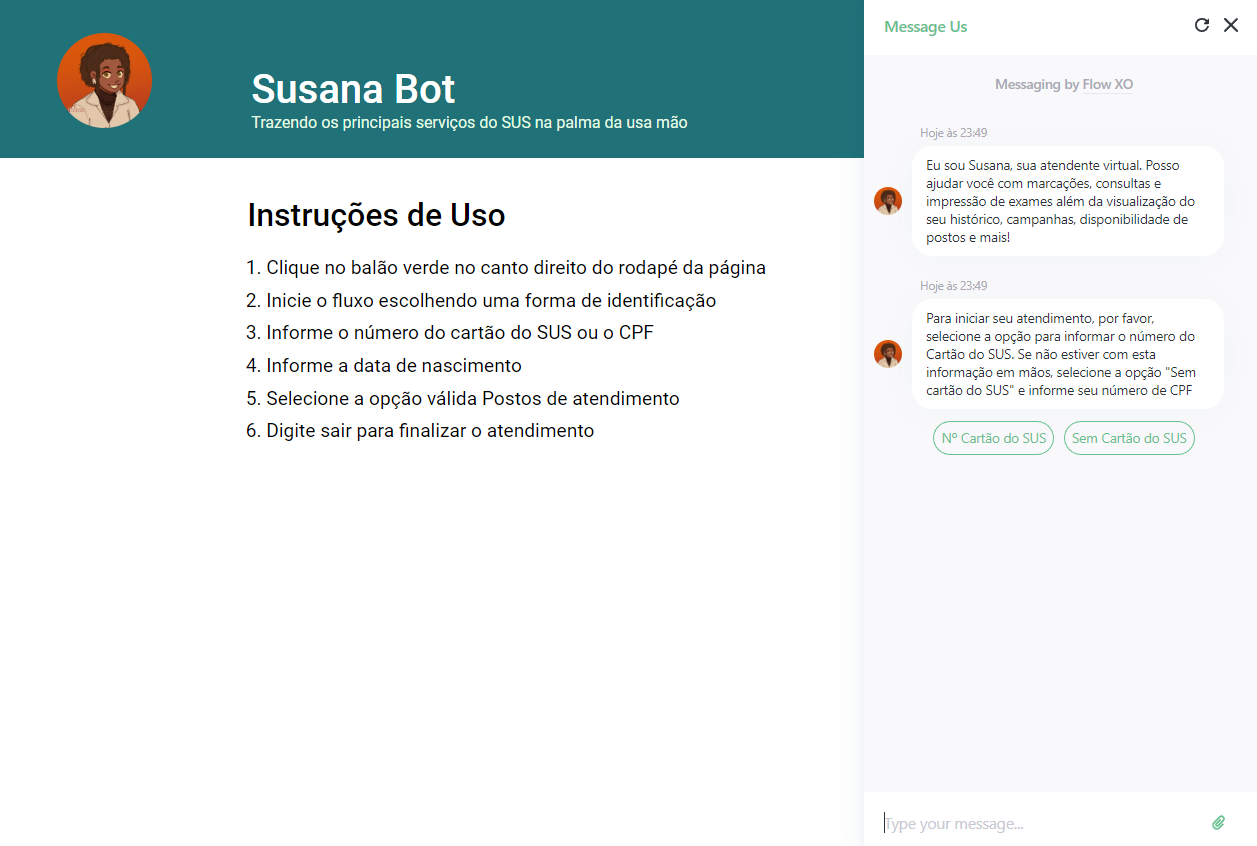 Susana Bot
Trazendo os principais serviços do SUS na palma da usa mão
Instruções de Uso
1. Clique no balão verde no canto direito do rodapé da página
2. Inicie o fluxo escolhendo uma forma de identificação
3. Informe o número do cartão do SUS ou o CPF
4. Informe a data de nascimento
5. Selecione a opção válida Postos de atendimento
6. Digite sair para finalizar o atendimento
Message Us
Messaging by Flow XO
Hoje às 23:49
Eu sou Susana, sua atendente virtual. Posso
ajudar você com marcações, consultas e
impressão de exames além da visualização do
seu histórico, campanhas, disponibilidade de
postos e mais!
Hoje às 23:49
Para iniciar seu atendimento, por favor,
selecione a opção para informar o número do
Cartão do SUS. Se não estiver com esta
informação em mãos, selecione a opção "Sem
cartão do SUS" e informe seu número de CPF
Nº Cartão do SUS
Sem Cartão do SUS
Type your message...